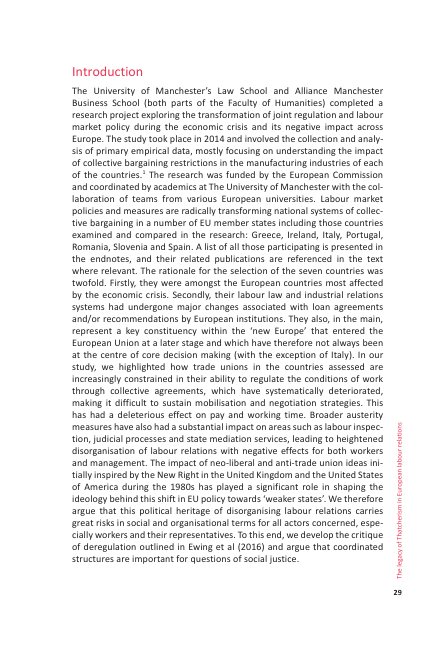 Introduction
The University of Manchester's Law School and Alliance Manchester
Business School (both parts of the Faculty of Humanities) completed a
research project exploring the transformation of joint regulation and labour
market policy during the economic crisis and its negative impact across
Europe. The study took place in 2014 and involved the collection and analy-
sis of primary empirical data, mostly focusing on understanding the impact
of collective bargaining restrictions in the manufacturing industries of each
of the countries.1 The research was funded by the European Commission
and coordinated by academics at The University of Manchester with the col-
laboration of teams from various European universities. Labour market
policies and measures are radically transforming national systems of collec-
tive bargaining in a number of EU member states including those countries
examined and compared in the research: Greece, Ireland, Italy, Portugal,
Romania, Slovenia and Spain. A list of all those participating is presented in
the endnotes, and their related publications are referenced in the text
where relevant. The rationale for the selection of the seven countries was
twofold. Firstly, they were amongst the European countries most affected
by the economic crisis. Secondly, their labour law and industrial relations
systems had undergone major changes associated with loan agreements
and/or recommendations by European institutions. They also, in the main,
represent a key constituency within the 'new Europe' that entered the
European Union at a later stage and which have therefore not always been
at the centre of core decision making (with the exception of Italy). In our
study, we highlighted how trade unions in the countries assessed are
increasingly constrained in their ability to regulate the conditions of work
through collective agreements, which have systematically deteriorated,
making it difficult to sustain mobilisation and negotiation strategies. This
has had a deleterious effect on pay and working time. Broader austerity
measures have also had a substantial impact on areas such as labour inspec-
tion, judicial processes and state mediation services, leading to heightened
disorganisation of labour relations with negative effects for both workers
and management. The impact of neo-liberal and anti-trade union ideas ini-
tially inspired by the New Right in the United Kingdom and the United States
of America during the 1980s has played a significant role in shaping the
ideology behind this shift in EU policy towards 'weaker states'. We therefore
argue that this political heritage of disorganising labour relations carries
great risks in social and organisational terms for all actors concerned, espe-
cially workers and their representatives. To this end, we develop the critique
of deregulation outlined in Ewing et al (2016) and argue that coordinated
structures are important for questions of social justice.
The legacy of Thatcherism in European labour relations
29